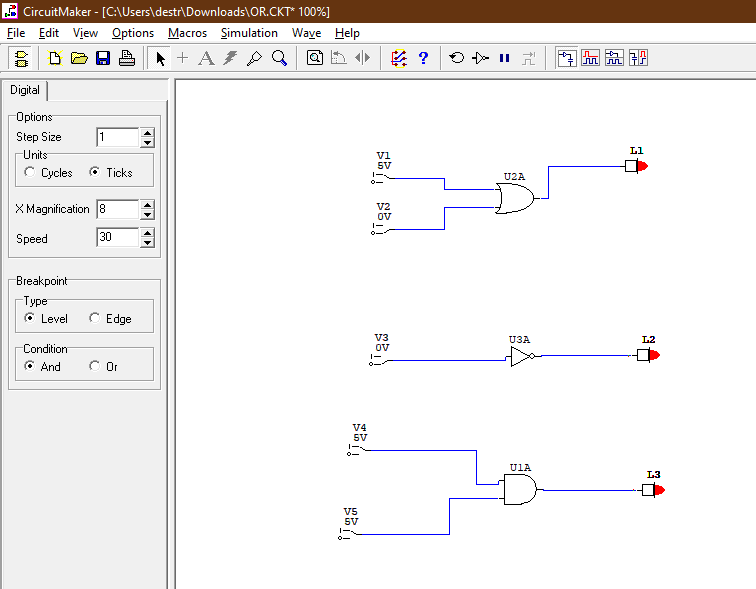 CircuitMaker - [C:\Users\destr\Downloads\OR.CKT* 100%]
File Edit View Options Macros Simulation Wave Help
A ?
Digital
Options
Step Size 1
Units
Cycles Ticks
X Magnification 8
Speed 30
Breakpoint
Type
Level Edge
Condition
And Or
V1
5V
V2
0V
U2A
L1
V3
0V
U3A
L2
V4
5V
V5
5V
U1A
L3